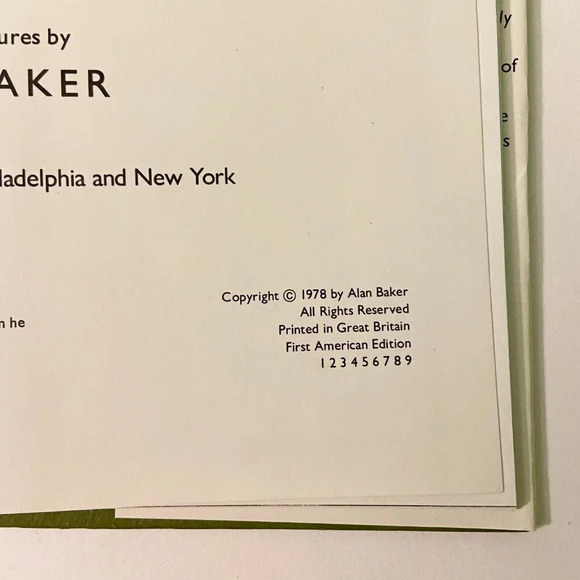 ures by
AKER
ladelphia and New York
Copyright © 1978 by Alan Baker
All Rights Reserved
n he
Printed in Great Britain
First American Edition
1 2 3 4 5 6 7 8 9
ly
of
e
s